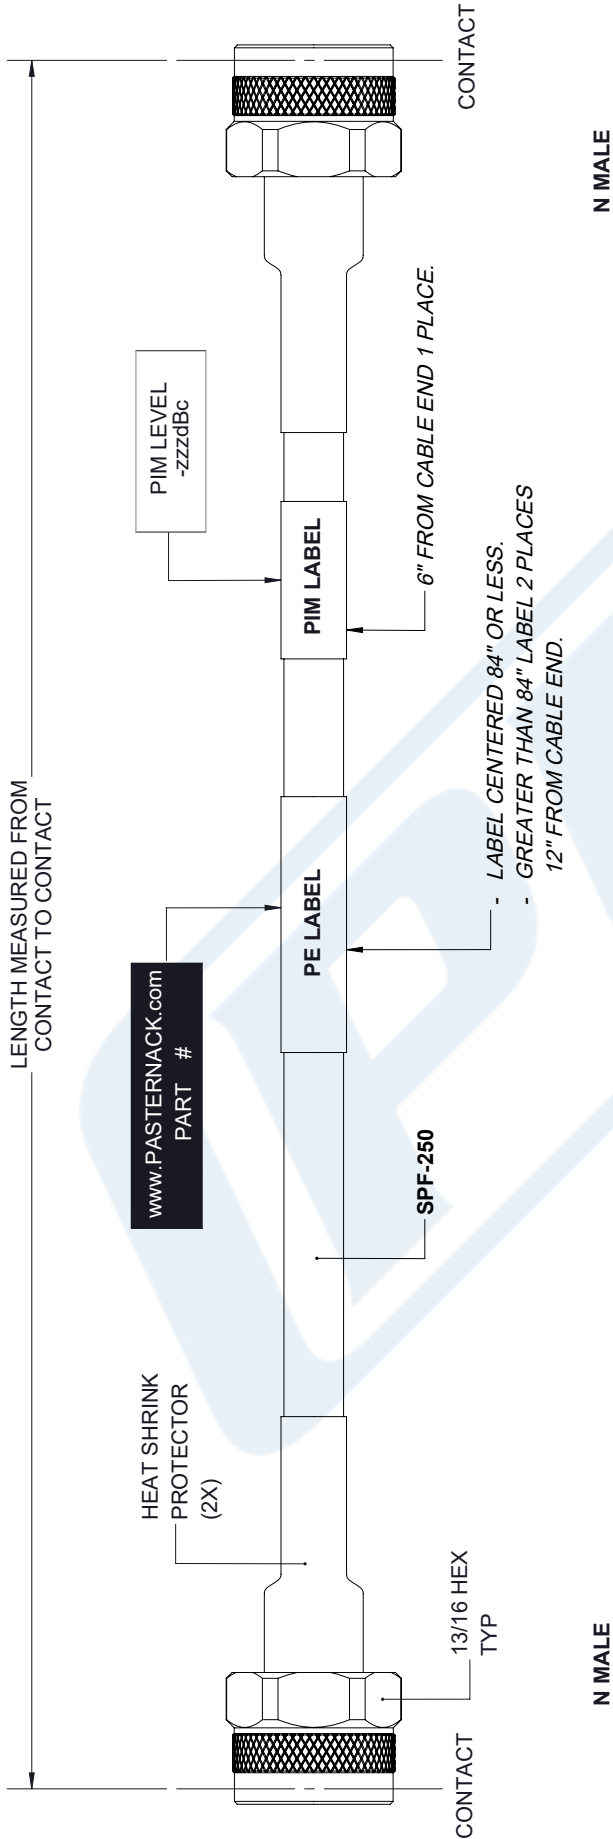 LENGTH MEASURED FROM
CONTACT TO CONTACT
www.PASTERNACK.com
PART #
PIM LEVEL
-zzzdBc
HEAT SHRINK
PROTECTOR
(2X)
PE LABEL
PIM LABEL
13/16 HEX
TYP
SPF-250
6" FROM CABLE END 1 PLACE.
- LABEL CENTERED 84" OR LESS.
- GREATER THAN 84" LABEL 2 PLACES
12" FROM CABLE END.
CONTACT
CONTACT
N MALE
N MALE